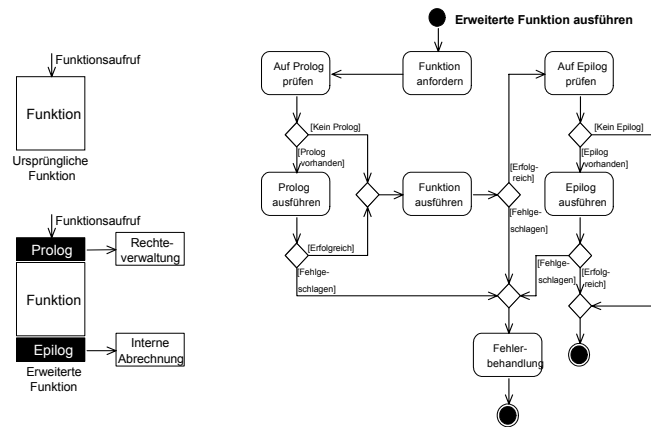 Funktionsaufruf
Funktion
Ursprüngliche
Funktion
Funktionsaufruf
Prolog
Rechte-
verwaltung
Funktion
Epilog
Interne
Abrechnung
Erweiterte
Funktion
Erweiterte Funktion ausführen
Auf Prolog
prüfen
Funktion
anfordern
Auf Epilog
prüfen
[Kein Prolog]
[Prolog
vorhanden]
[Kein Epilog]
[Epilog
vorhanden]
Prolog
ausführen
Funktion
ausführen
[Erfolg-
reich]
[Fehlge-
schlagen]
Epilog
ausführen
[Erfolgreich]
[Fehlge-
schlagen]
[Fehlge-
schlagen]
[Erfolg-
reich]
Fehler-
behandlung